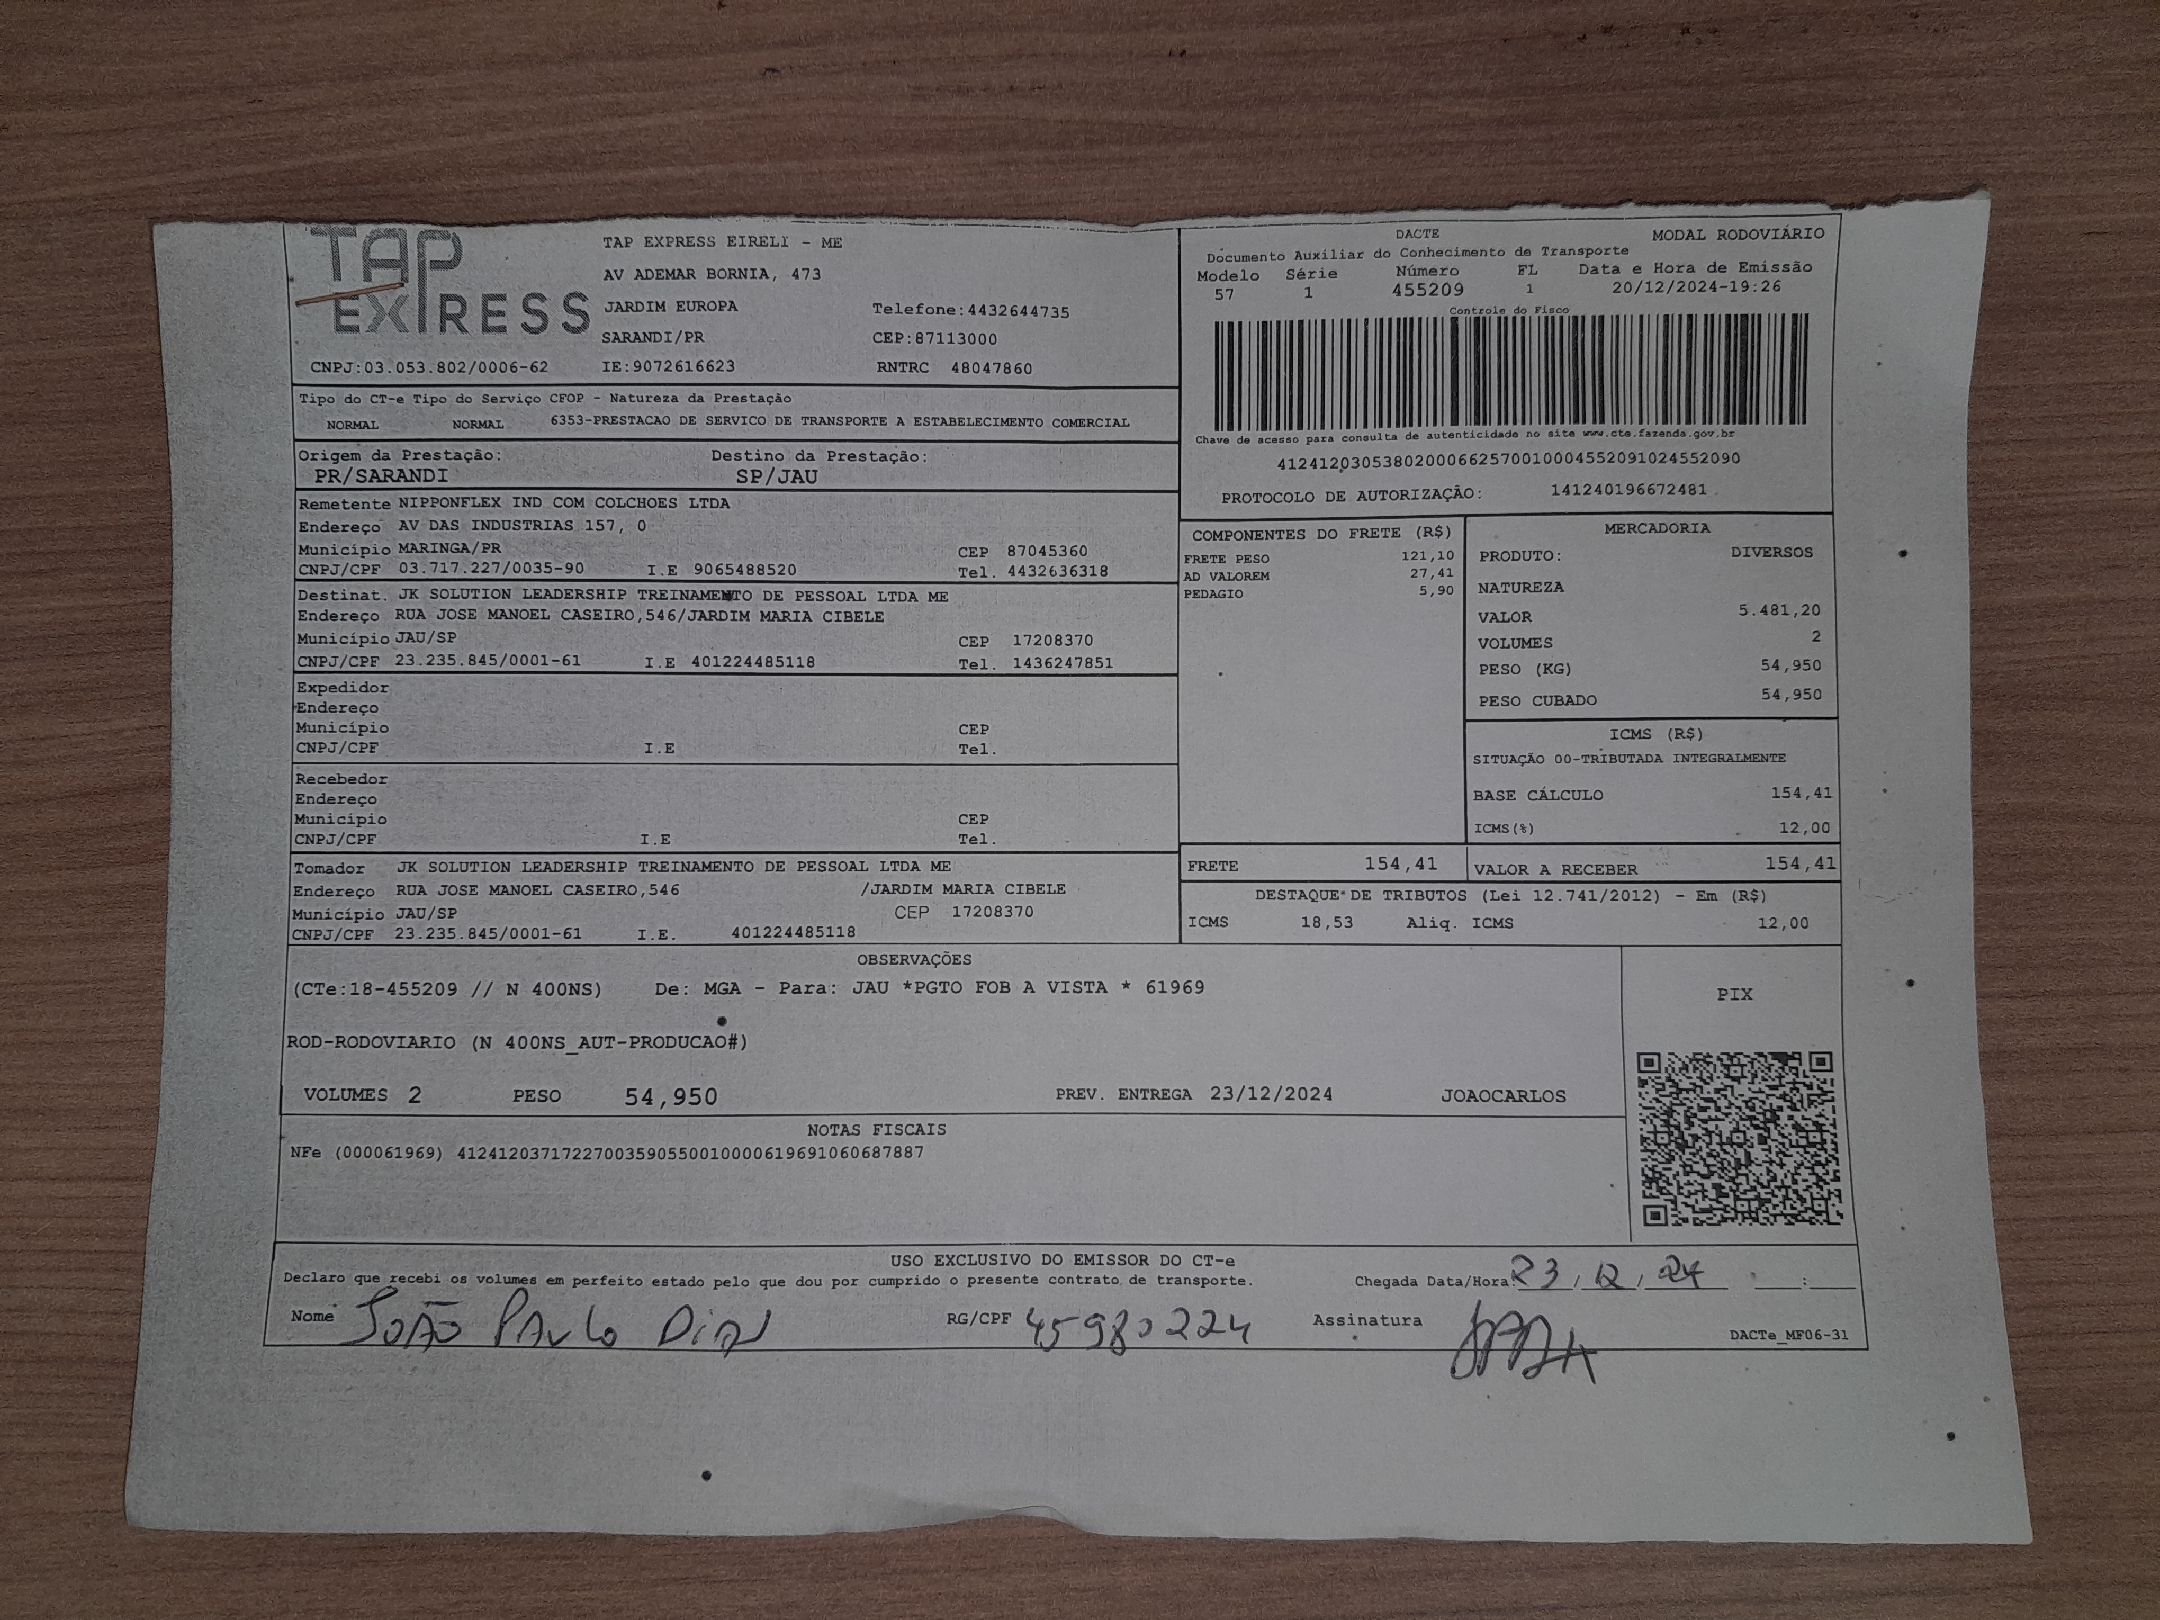 TAP EXPRESS
TAP EXPRESS EIRELI - ME
AV ADEMAR BORNIA, 473
JARDIM EUROPA Telefone:4432644735
SARANDI/PR CEP:87113000
CNPJ:03.053.802/0006-62 IE:9072616623 RNTRC 48047860
DACTE MODAL RODOVIÁRIO
Documento Auxiliar do Conhecimento de Transporte
Modelo Série Número FL Data e Hora de Emissão
57 1 455209 1 20/12/2024-19:26
Controle do Fisco
Chave de acesso para consulta de autenticidade no site www.cte.fazenda.gov.br
41241203053802000662570010004552091024552090
PROTOCOLO DE AUTORIZAÇÃO: 141240196672481
Tipo do CT-e Tipo do Serviço CFOP - Natureza da Prestação
NORMAL NORMAL 6353-PRESTACAO DE SERVICO DE TRANSPORTE A ESTABELECIMENTO COMERCIAL
Origem da Prestação: Destino da Prestação:
PR/SARANDI SP/JAU
Remetente NIPPONFLEX IND COM COLCHOES LTDA
Endereço AV DAS INDUSTRIAS 157, 0
Município MARINGA/PR CEP 87045360
CNPJ/CPF 03.717.227/0035-90 I.E 9065488520 Tel. 4432636318
Destinat. JK SOLUTION LEADERSHIP TREINAMENTO DE PESSOAL LTDA ME
Endereço RUA JOSE MANOEL CASEIRO,546/JARDIM MARIA CIBELE
Município JAU/SP CEP 17208370
CNPJ/CPF 23.235.845/0001-61 I.E 401224485118 Tel. 1436247851
Expedidor
Endereço
Município CEP
CNPJ/CPF I.E Tel.
Recebedor
Endereço
Município CEP
CNPJ/CPF I.E Tel.
Tomador JK SOLUTION LEADERSHIP TREINAMENTO DE PESSOAL LTDA ME
Endereço RUA JOSE MANOEL CASEIRO,546 /JARDIM MARIA CIBELE
Município JAU/SP CEP 17208370
CNPJ/CPF 23.235.845/0001-61 I.E. 401224485118
COMPONENTES DO FRETE (R$)
FRETE PESO 121,10
AD VALOREM 27,41
PEDAGIO 5,90
MERCADORIA
PRODUTO: DIVERSOS
NATUREZA
VALOR 5.481,20
VOLUMES 2
PESO (KG) 54,950
PESO CUBADO 54,950
ICMS (R$)
SITUAÇÃO 00-TRIBUTADA INTEGRALMENTE
BASE CÁLCULO 154,41
ICMS(%) 12,00
FRETE 154,41 VALOR A RECEBER 154,41
DESTAQUE DE TRIBUTOS (Lei 12.741/2012) - Em (R$)
ICMS 18,53 Aliq. ICMS 12,00
OBSERVAÇÕES
(CTe:18-455209 // N 400NS) De: MGA - Para: JAU *PGTO FOB A VISTA * 61969
ROD-RODOVIARIO (N 400NS_AUT-PRODUCAO#)
VOLUMES 2 PESO 54,950 PREV. ENTREGA 23/12/2024 JOAOCARLOS
PIX
NOTAS FISCAIS
NFe (000061969) 41241203717227003590550010000619691060687887
USO EXCLUSIVO DO EMISSOR DO CT-e
Declaro que recebi os volumes em perfeito estado pelo que dou por cumprido o presente contrato de transporte. Chegada Data/Hora: 23/12/24 :
Nome João Paulo Dias RG/CPF 45980224 Assinatura
DACTe_MF06-31